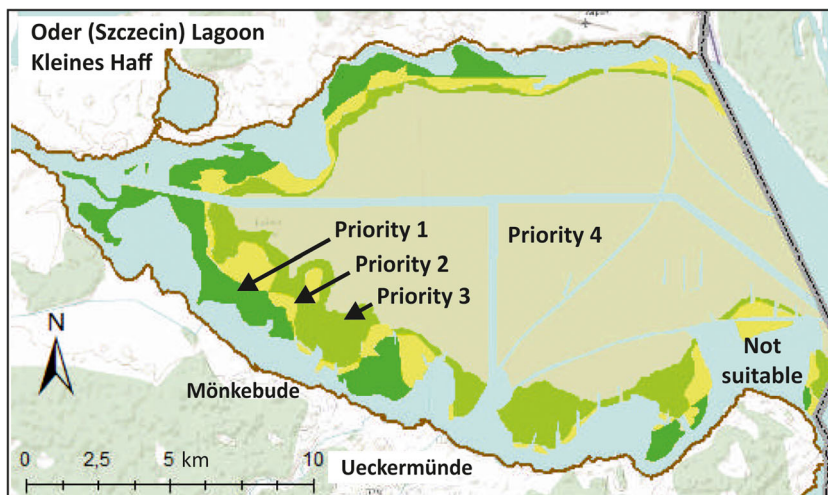 Oder (Szczecin) Lagoon
Kleines Haff
Priority 1
Priority 2
Priority 3
Priority 4
Not
suitable
N
Mönkebude
Ueckermünde
0 2,5 5 km 10